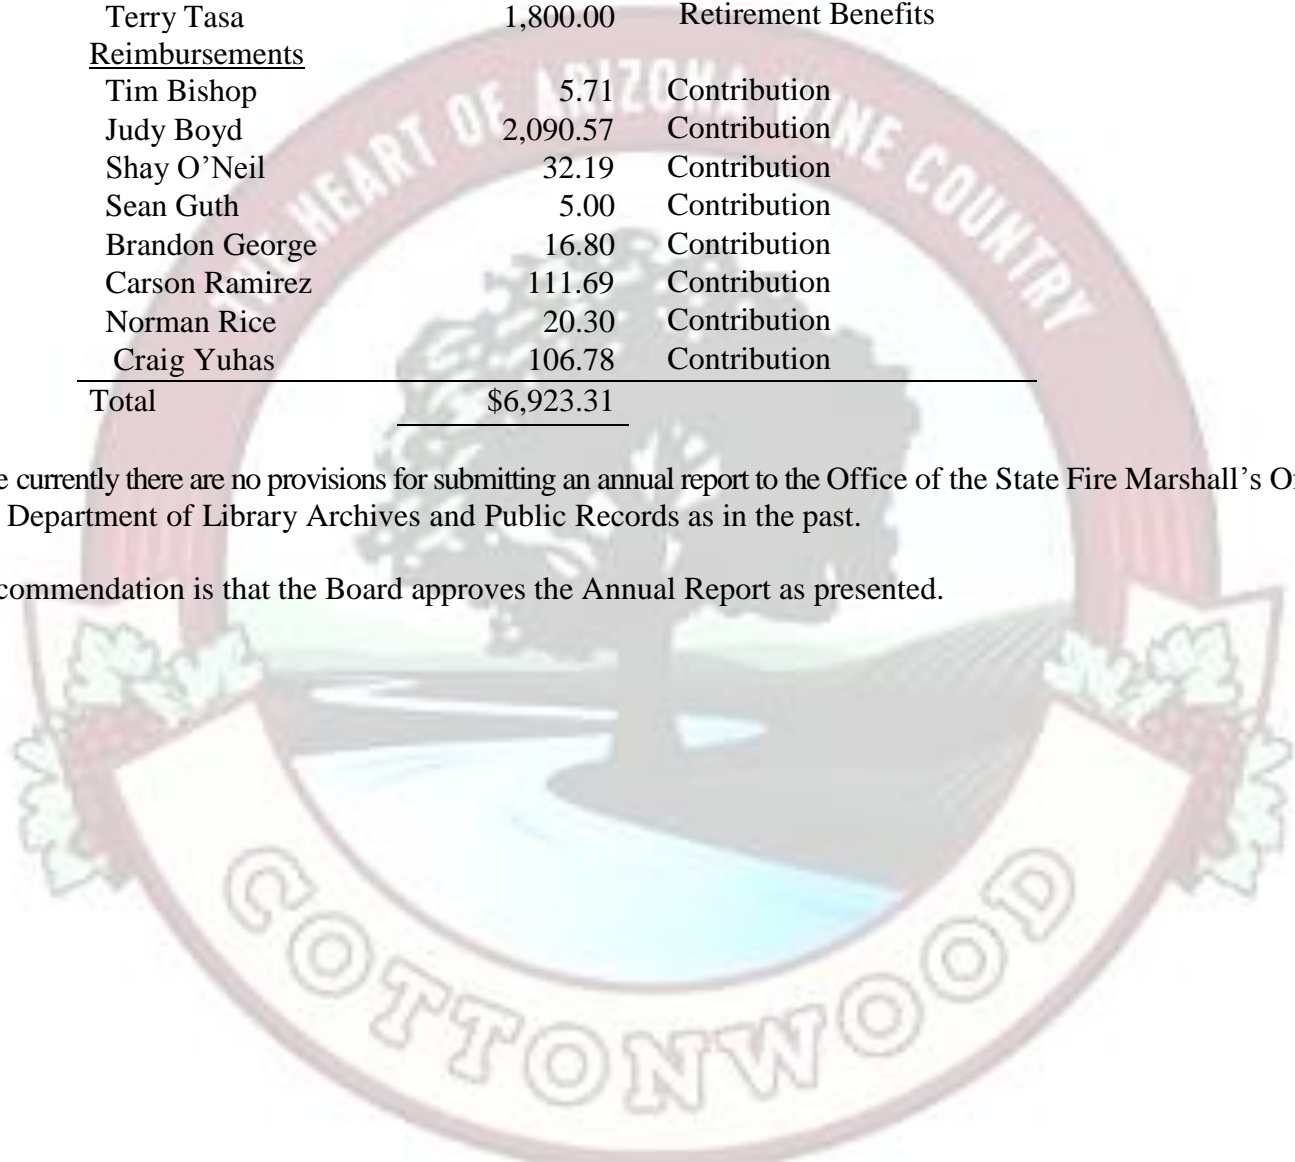 Terry Tasa 1,800.00 Retirement Benefits
Reimbursements
Tim Bishop 5.71 Contribution
Judy Boyd 2,090.57 Contribution
Shay O’Neil 32.19 Contribution
Sean Guth 5.00 Contribution
Brandon George 16.80 Contribution
Carson Ramirez 111.69 Contribution
Norman Rice 20.30 Contribution
Craig Yuhas 106.78 Contribution
Total $6,923.31
currently there are no provisions for submitting an annual report to the Office of the State Fire Marshall’s
Department of Library Archives and Public Records as in the past.
commendation is that the Board approves the Annual Report as presented.
HEART OF ARIZONA WINE COUNTRY
COTTONWOOD